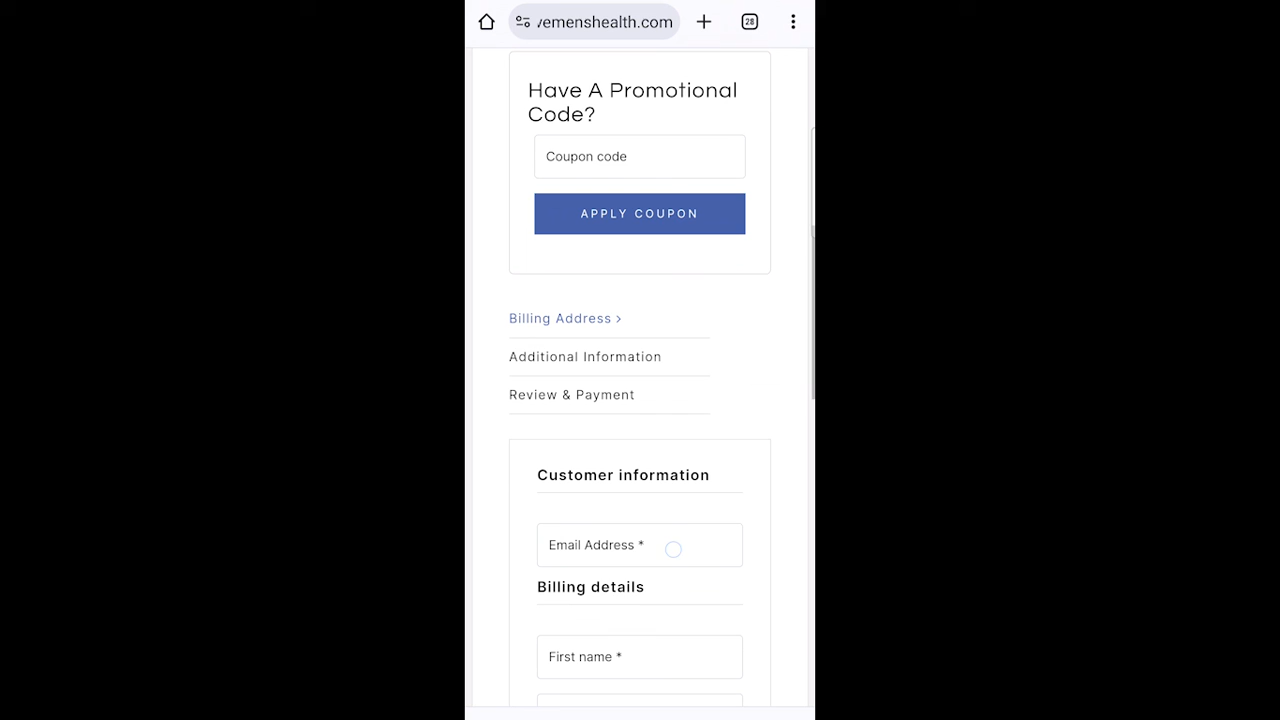 vemenshealth.com
28
Have A Promotional
Code?
Coupon code
APPLY COUPON
Billing Address >
Additional Information
Review & Payment
Customer information
Email Address *
Billing details
First name *